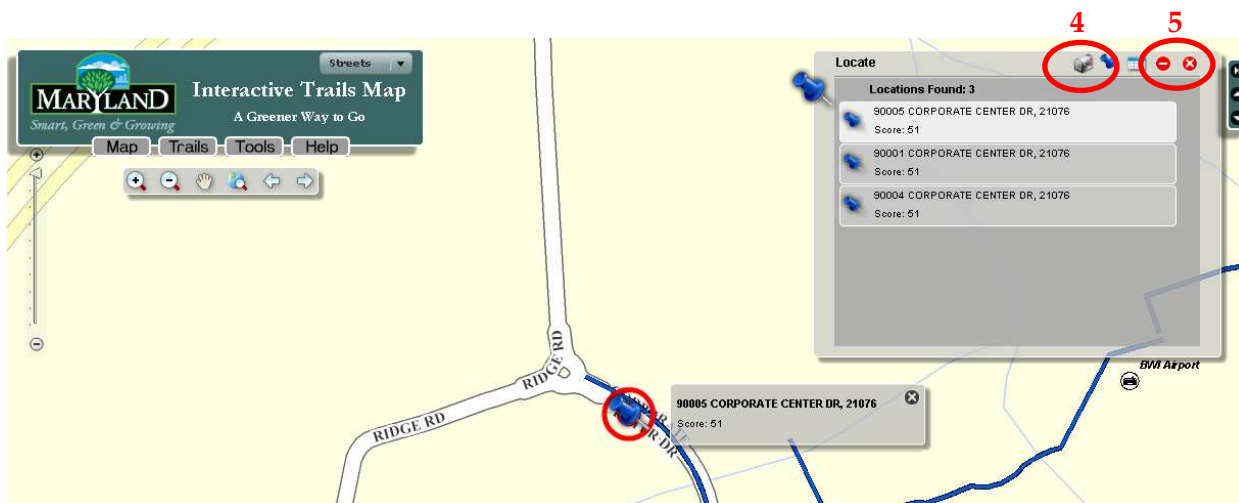 4
5
Streets
MARYLAND
Smart, Green & Growing
Interactive Trails Map
A Greener Way to Go
Map
Trails
Tools
Help
Locate
Locations Found: 3
90005 CORPORATE CENTER DR, 21076
Score: 51
90001 CORPORATE CENTER DR, 21076
Score: 51
90004 CORPORATE CENTER DR, 21076
Score: 51
BWI Airport
RIDGE RD
RIDGE RD
90005 CORPORATE CENTER DR, 21076
Score: 51